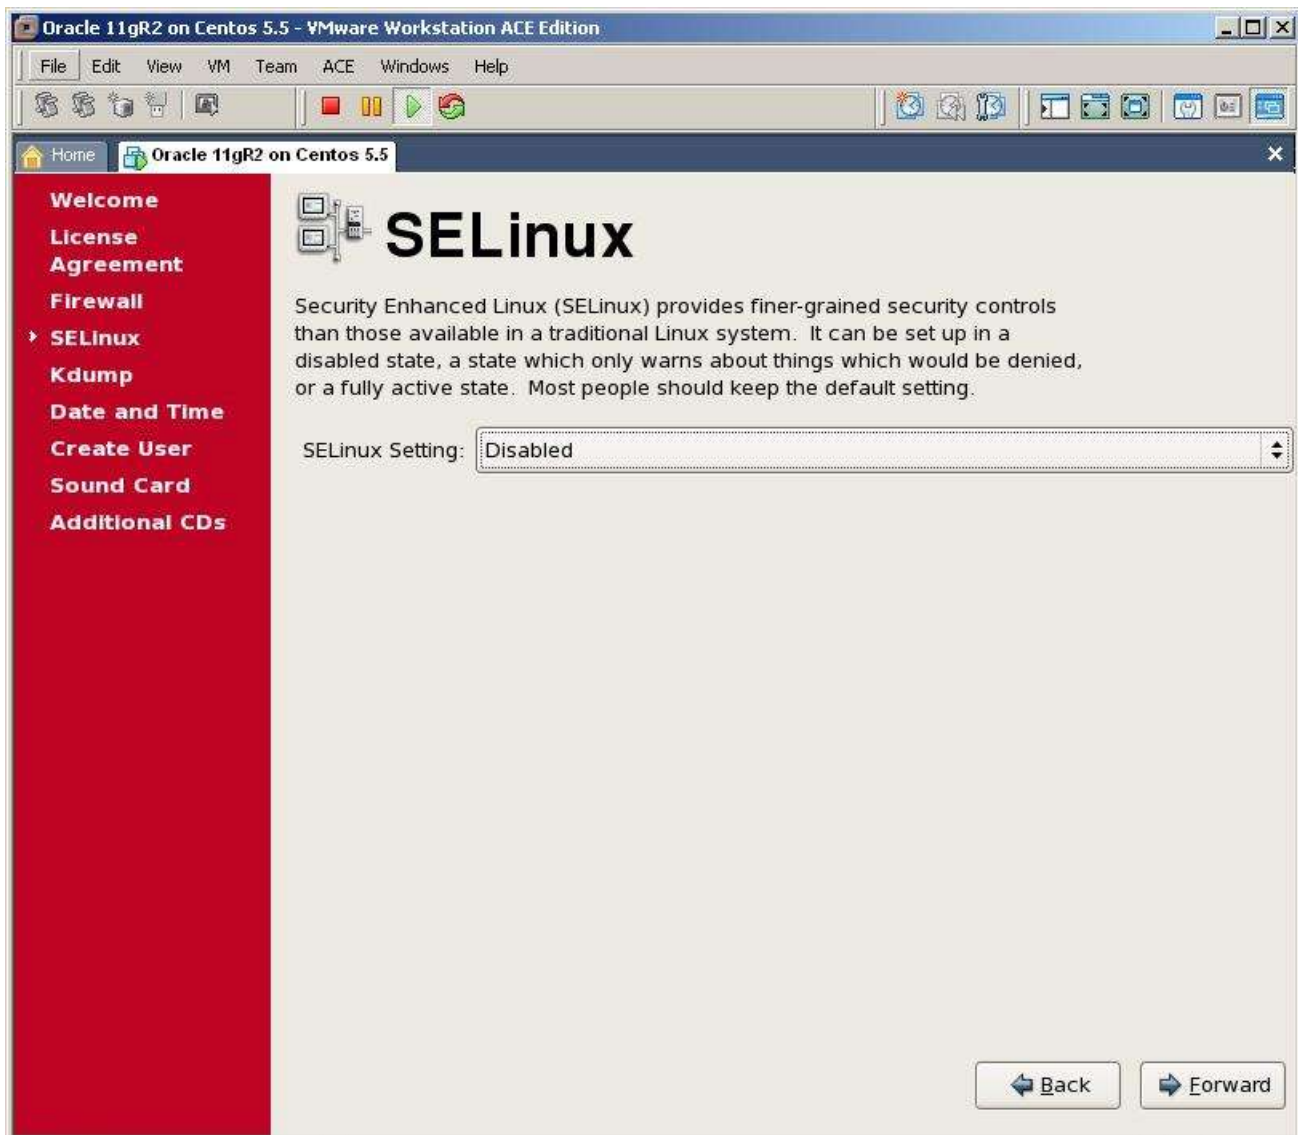 Oracle 11gR2 on Centos 5.5 - VMware Workstation ACE Edition
File Edit View VM Team ACE Windows Help
Home Oracle 11gR2 on Centos 5.5
Welcome
License
Agreement
Firewall
SELinux
Kdump
Date and Time
Create User
Sound Card
Additional CDs
SELinux
Security Enhanced Linux (SELinux) provides finer-grained security controls
than those available in a traditional Linux system. It can be set up in a
disabled state, a state which only warns about things which would be denied,
or a fully active state. Most people should keep the default setting.
SELinux Setting: Disabled
Back Forward